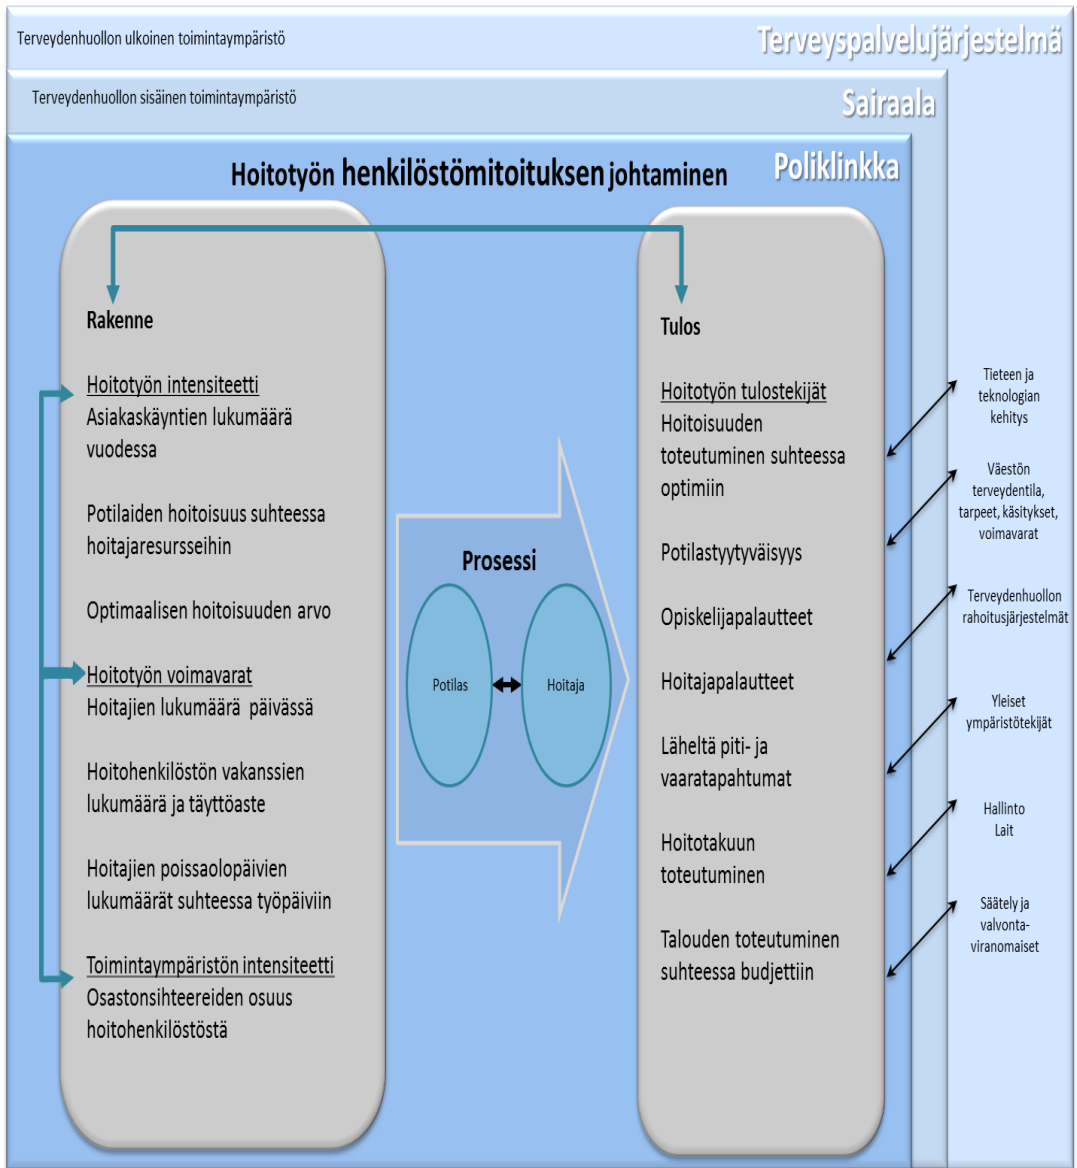 Terveydenhuollon ulkoinen toimintaympäristö
Terveyspalvelujärjestelmä
Terveydenhuollon sisäinen toimintaympäristö
Sairaala
Hoitotyön henkilöstömitoituksen johtaminen
Poliklinkka
Rakenne
Hoitotyön intensiteetti
Asiakaskäyntien lukumäärä
vuodessa
Potilaiden hoitoisuus suhteessa
hoitajaresursseihin
Optimaalisen hoitoisuuden arvo
Hoitotyön voimavarat
Hoitajien lukumäärä päivässä
Hoitohenkilöstön vakanssien
lukumäärä ja täyttöaste
Hoitajien poissaolopäivien
lukumäärät suhteessa työpäiviin
Toimintaympäristön intensiteetti
Osastonsihteereiden osuus
hoitohenkilöstöstä
Prosessi
Potilas
Hoitaja
Tulos
Hoitotyön tulostekijät
Hoitoisuuden
toteutuminen suhteessa
optimiin
Potilastyytyväisyys
Opiskelijapalautteet
Hoitajapalautteet
Läheltä piti- ja
vaaratapahtumat
Hoitotakuun
toteutuminen
Talouden toteutuminen
suhteessa budjettiin
Tieteen ja
teknologian
kehitys
Väestön
terveydentila,
tarpeet, käsitykset,
voimavarat
Terveydenhuollon
rahoitusjärjestelmät
Yleiset
ympäristötekijät
Hallinto
Lait
Säätely ja
valvonta-
viranomaiset